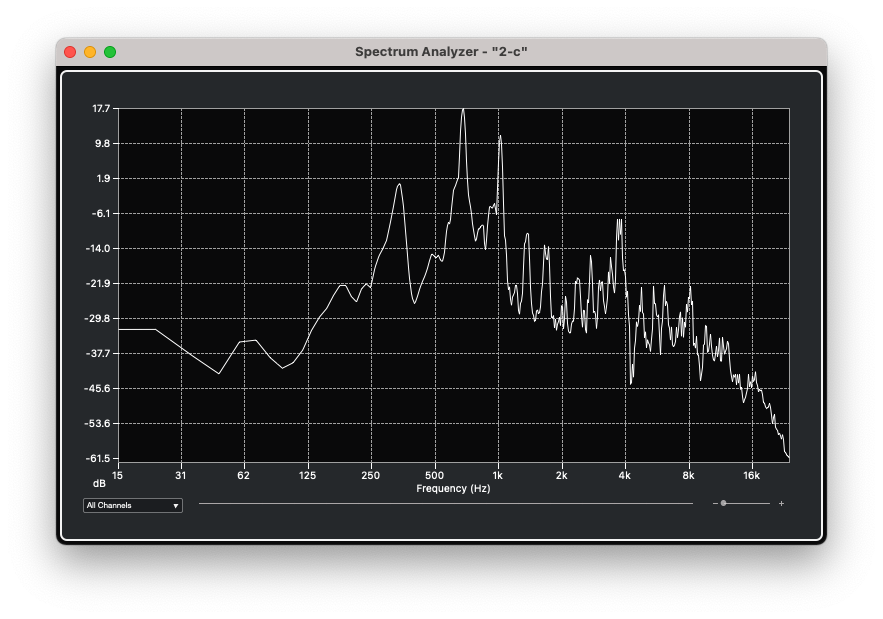 Spectrum Analyzer - "2-c"
17.7
9.8
1.9
-6.1
-14.0
-21.9
-29.8
-37.7
-45.6
-53.6
-61.5
15 31 62 125 250 500 1k 2k 4k 8k 16k
dB
Frequency (Hz)
All Channels
− +